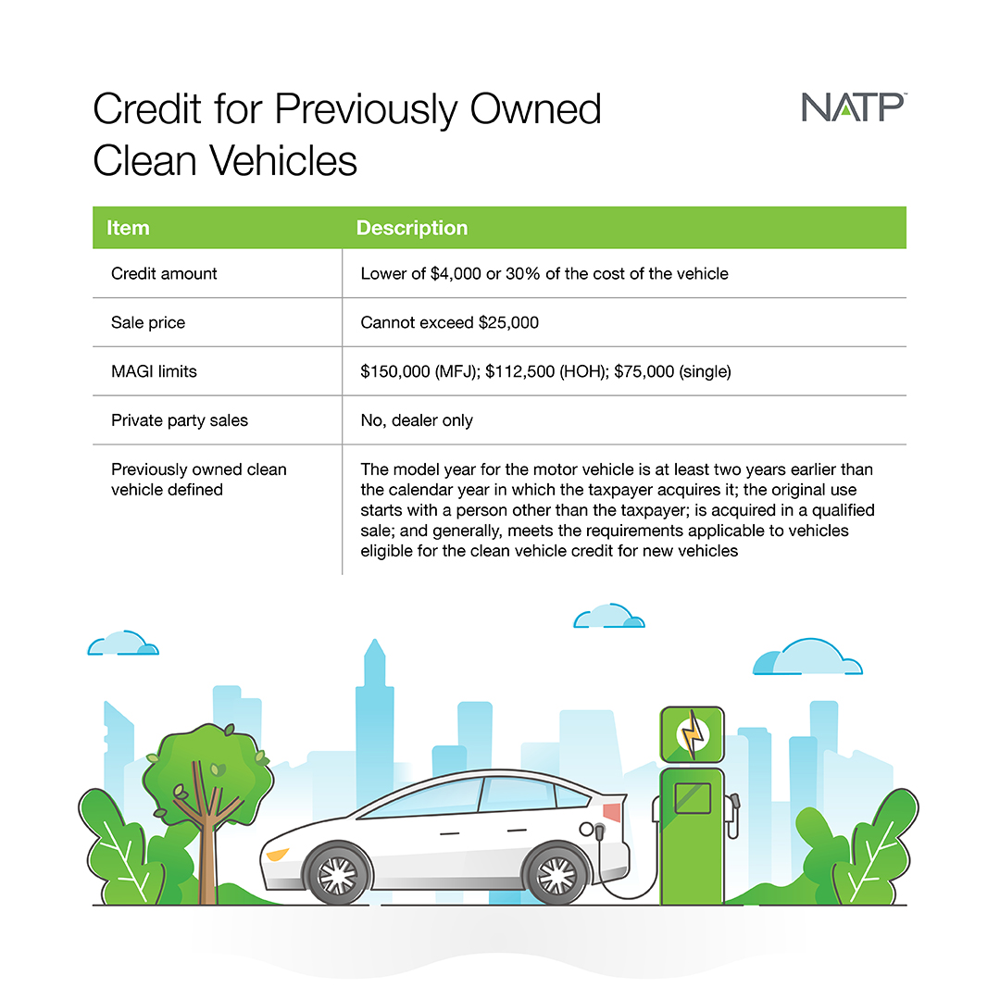 Credit for Previously Owned
Clean Vehicles
NATP™
Item
Description
Credit amount
Lower of $4,000 or 30% of the cost of the vehicle
Sale price
Cannot exceed $25,000
MAGI limits
$150,000 (MFJ); $112,500 (HOH); $75,000 (single)
Private party sales
No, dealer only
Previously owned clean
vehicle defined
The model year for the motor vehicle is at least two years earlier than
the calendar year in which the taxpayer acquires it; the original use
starts with a person other than the taxpayer; is acquired in a qualified
sale; and generally, meets the requirements applicable to vehicles
eligible for the clean vehicle credit for new vehicles